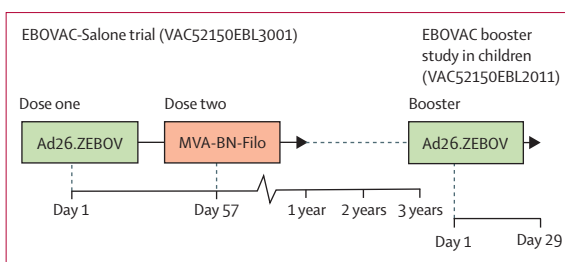 EBOVAC-Salone trial (VAC52150EBL3001)
EBOVAC booster
study in children
(VAC52150EBL2011)
Dose one
Dose two
Booster
Ad26.ZEBOV
MVA-BN-Filo
Ad26.ZEBOV
Day 1
Day 57
1 year
2 years
3 years
Day 1
Day 29